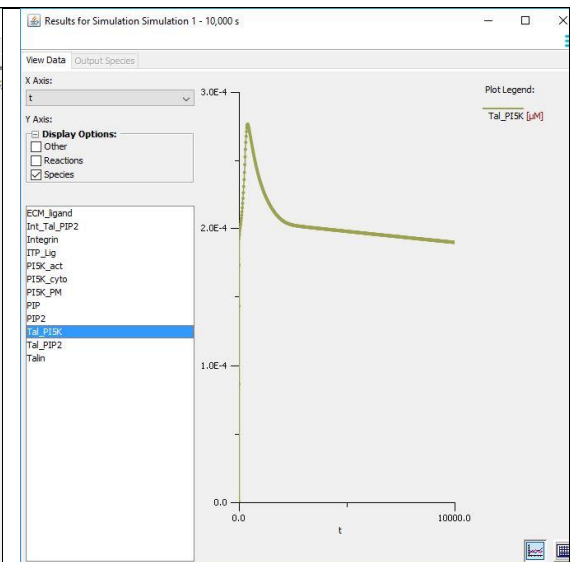 Results for Simulation Simulation 1 - 10,000 s
View Data Output Species
X Axis:
t
Y Axis:
Display Options:
Other
Reactions
Species
ECM_ligand
Int_Tal_PIP2
Integrin
ITP_Lig
PI5K_act
PI5K_cyto
PI5K_PM
PIP
PIP2
Tal_PI5K
Tal_PIP2
Talin
3.0E-4
2.0E-4
1.0E-4
0.0
0.0 10000.0
t
Plot Legend:
Tal_PI5K [µM]